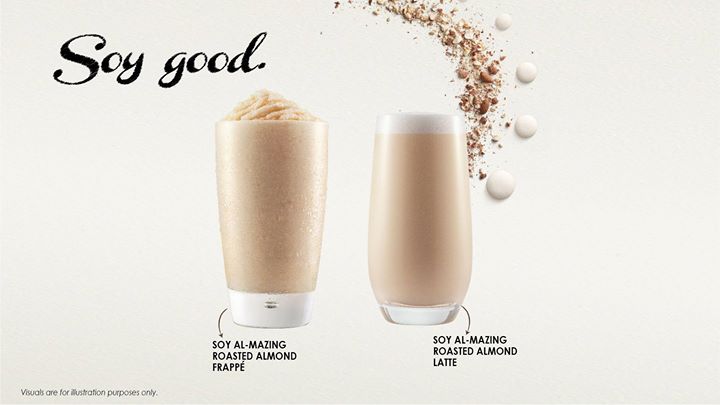 Soy good.
SOY AL-MAZING
ROASTED ALMOND
FRAPPÉ
SOY AL-MAZING
ROASTED ALMOND
LATTE
Visuals are for illustration purposes only.